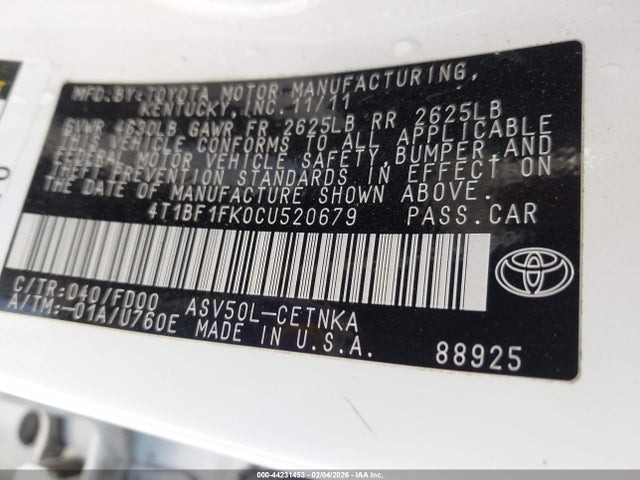 MFD.BY:TOYOTA MOTOR MANUFACTURING,
KENTUCKY, INC. 11/11
GVWR 4630LB GAWR FR 2625LB RR 2625LB
THIS VEHICLE CONFORMS TO ALL APPLICABLE
FEDERAL MOTOR VEHICLE SAFETY, BUMPER, AND
THEFT PREVENTION STANDARDS IN EFFECT ON
THE DATE OF MANUFACTURE SHOWN ABOVE.
4T1BF1FK0CU520679 PASS.CAR
C/TR:040/FD00 ASV50L-CETNKA
A/TM:-01A/U760E MADE IN U.S.A.
88925
000-44231453 - 02/04/2026 - IAA, Inc.